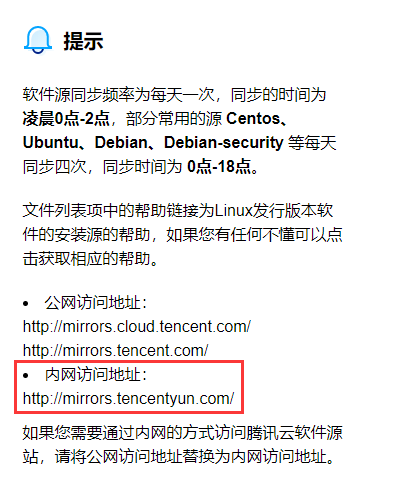 提示
软件源同步频率为每天一次，同步的时间为
凌晨0点-2点，部分常用的源 Centos、
Ubuntu、Debian、Debian-security 等每天
同步四次，同步时间为 0点-18点。
文件列表项中的帮助链接为Linux发行版本软
件的安装源的帮助，如果您有任何不懂可以点
击获取相应的帮助。
• 公网访问地址：
http://mirrors.cloud.tencent.com/
http://mirrors.tencent.com/
• 内网访问地址：
http://mirrors.tencentyun.com/
如果您需要通过内网的方式访问腾讯云软件源
站，请将公网访问地址替换为内网访问地址。